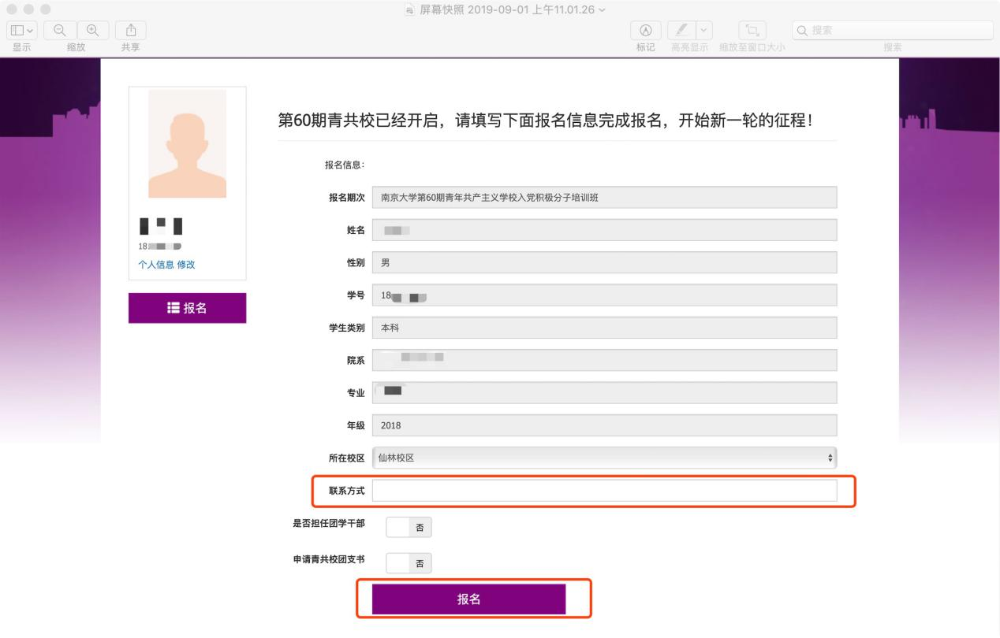 屏幕快照 2019-09-01 上午11.01.26
搜索
显示
缩放
共享
标记
高亮显示
缩放至窗口大小
搜索
18
个人信息 修改
报名
第60期青共校已经开启，请填写下面报名信息完成报名，开始新一轮的征程！
报名信息：
报名期次 南京大学第60期青年共产主义学校入党积极分子培训班
姓名
性别 男
学号 18
学生类别 本科
院系
专业
年级 2018
所在校区 仙林校区
联系方式
是否担任团学干部 否
申请青共校团支书 否
报名